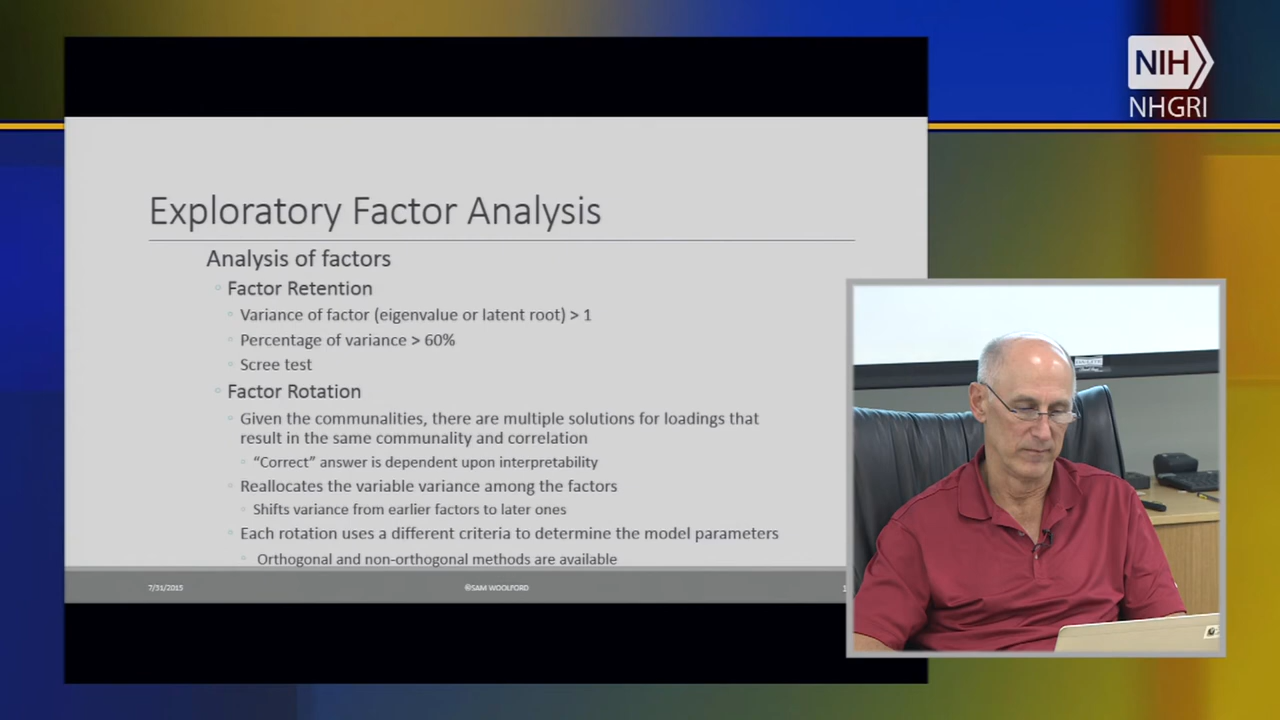 NIH
NHGRI
Exploratory Factor Analysis
Analysis of factors
Factor Retention
Variance of factor (eigenvalue or latent root) > 1
Percentage of variance > 60%
Scree test
Factor Rotation
Given the communalities, there are multiple solutions for loadings that
result in the same communality and correlation
“Correct” answer is dependent upon interpretability
Reallocates the variable variance among the factors
Shifts variance from earlier factors to later ones
Each rotation uses a different criteria to determine the model parameters
Orthogonal and non-orthogonal methods are available
7/31/2015
©SAM WOOLFORD